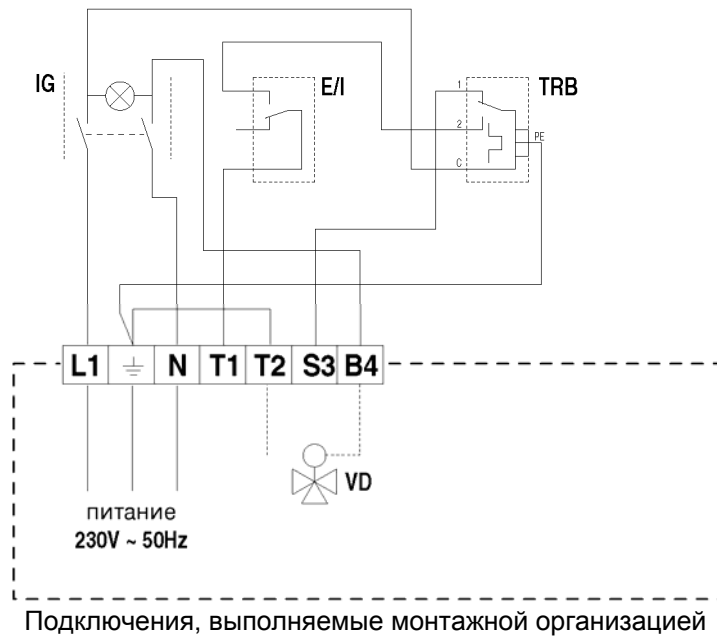 IG
E/I
TRB
1
2
C
PE
L1 N T1 T2 S3 B4
VD
питание
230V ~ 50Hz
Подключения, выполняемые монтажной организацией